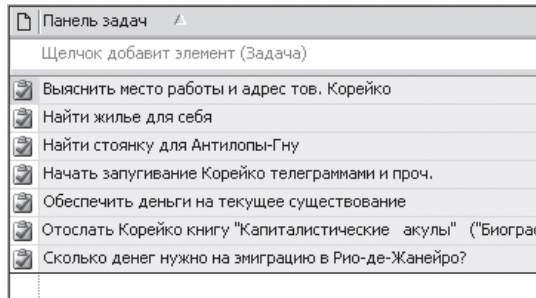 Панель задач
Щелчок добавит элемент (Задача)
Выяснить место работы и адрес тов. Корейко
Найти жилье для себя
Найти стоянку для Антилопы-Гну
Начать запугивание Корейко телеграммами и проч.
Обеспечить деньги на текущее существование
Отослать Корейко книгу "Капиталистические акулы" ("Биограф
Сколько денег нужно на эмиграцию в Рио-де-Жанейро?